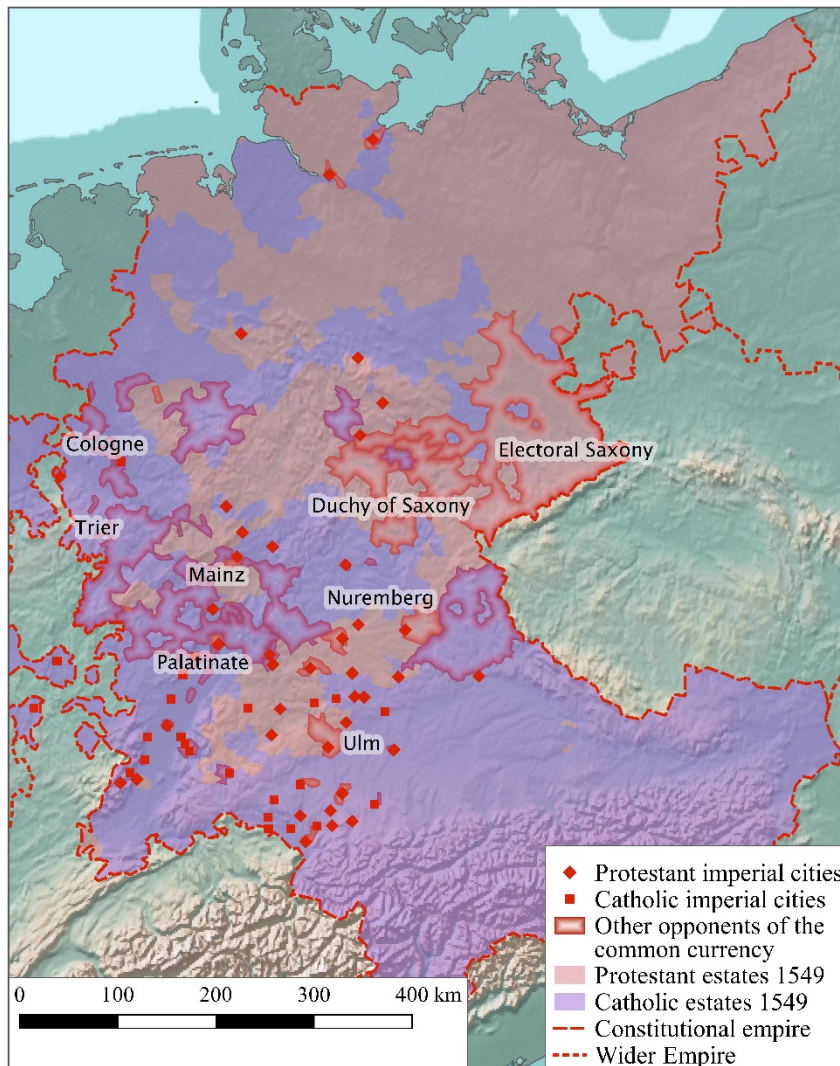 Cologne
Electoral Saxony
Duchy of Saxony
Trier
Mainz
Nuremberg
Palatinate
Ulm
Protestant imperial cities
Catholic imperial cities
Other opponents of the
common currency
Protestant estates 1549
Catholic estates 1549
Constitutional empire
Wider Empire
0 100 200 300 400 km